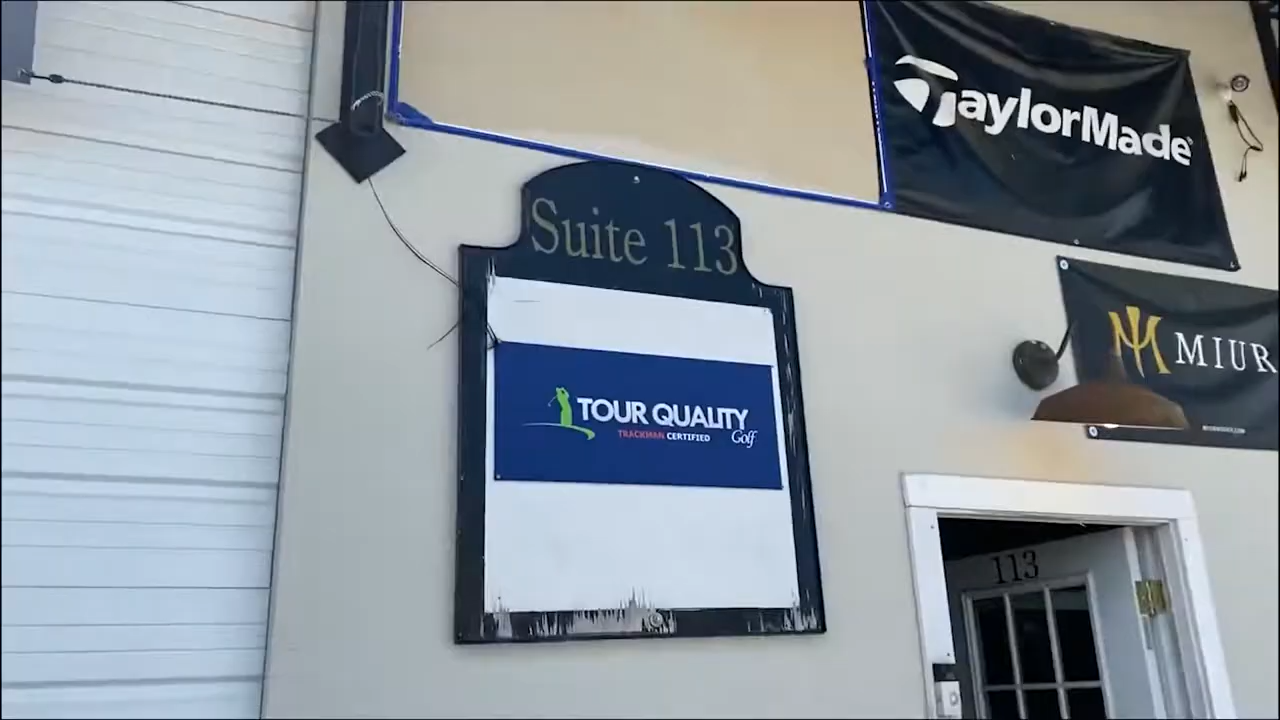 TaylorMade
Suite 113
MIUR
TOUR QUALITY
TRACKMAN CERTIFIED
Golf
113